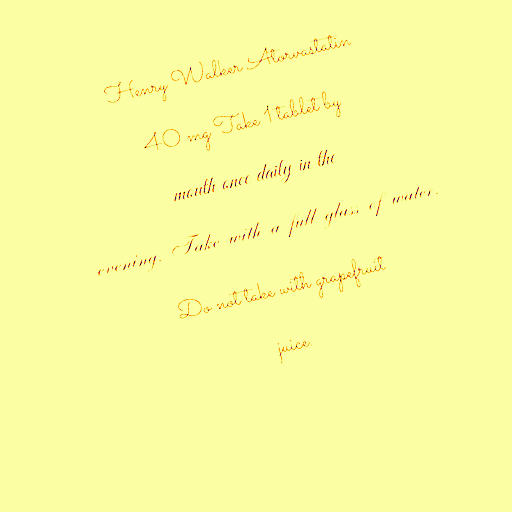 Henry Walker Atorvastatin
40 mg Take 1 tablet by
mouth once daily in the
evening. Take with a full glass of water.
Do not take with grapefruit
juice.